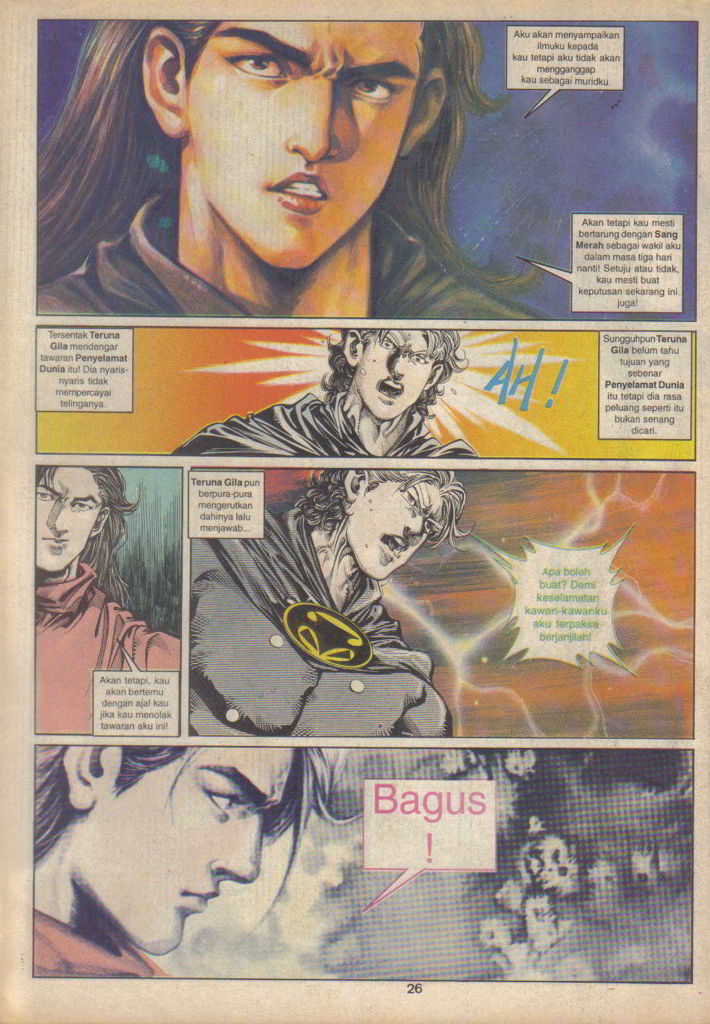 Aku akan menyampaikan
ilmuku kepada
kau tetapi aku tidak akan
mengganggap
kau sebagai muridku.
Akan tetapi kau mesti
bertarung dengan Sang
Merah sebagai wakil aku
dalam masa tiga hari
nanti! Setuju atau tidak,
kau mesti buat
keputusan sekarang ini
juga!
Tersentak Teruna
Gila mendengar
tawaran Penyelamat
Dunia itu! Dia nyaris-
nyaris tidak
mempercayai
telinganya.
AH!
Sungguhpun Teruna
Gila belum tahu
tujuan yang
sebenar
Penyelamat Dunia
itu tetapi dia rasa
peluang seperti itu
bukan senang
dicari.
Akan tetapi, kau
akan bertemu
dengan ajal kau
jika kau menolak
tawaran aku ini!
Teruna Gila pun
berpura-pura
mengerutkan
dahinya lalu
menjawab...
Apa boleh
buat? Demi
keselamatan
kawan-kawanku
aku terpaksa
berjanjilah!
Bagus
!
26